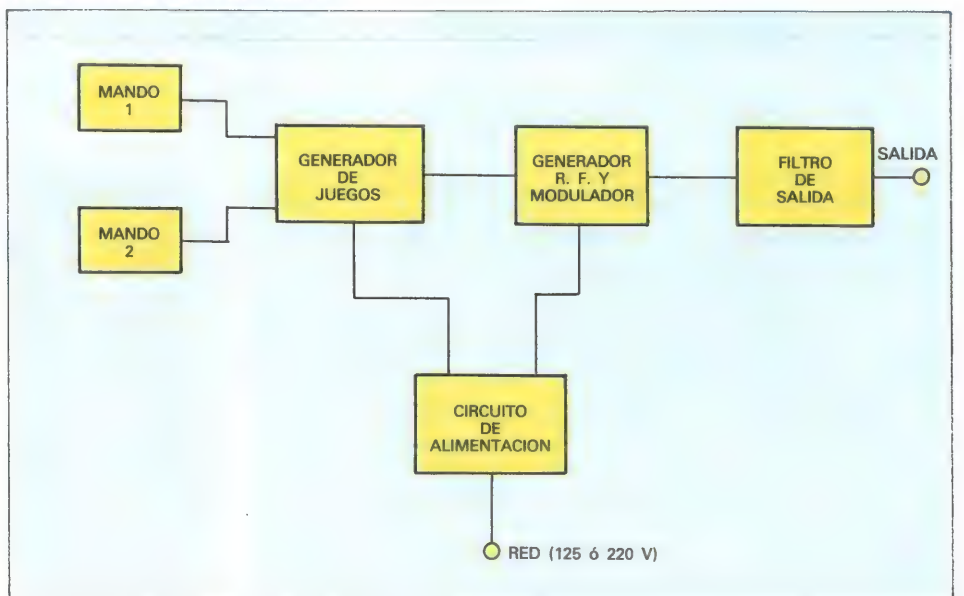 MANDO
1
MANDO
2
GENERADOR
DE
JUEGOS
GENERADOR
R. F. Y
MODULADOR
FILTRO
DE
SALIDA
SALIDA
CIRCUITO
DE
ALIMENTACION
RED (125 ó 220 V)